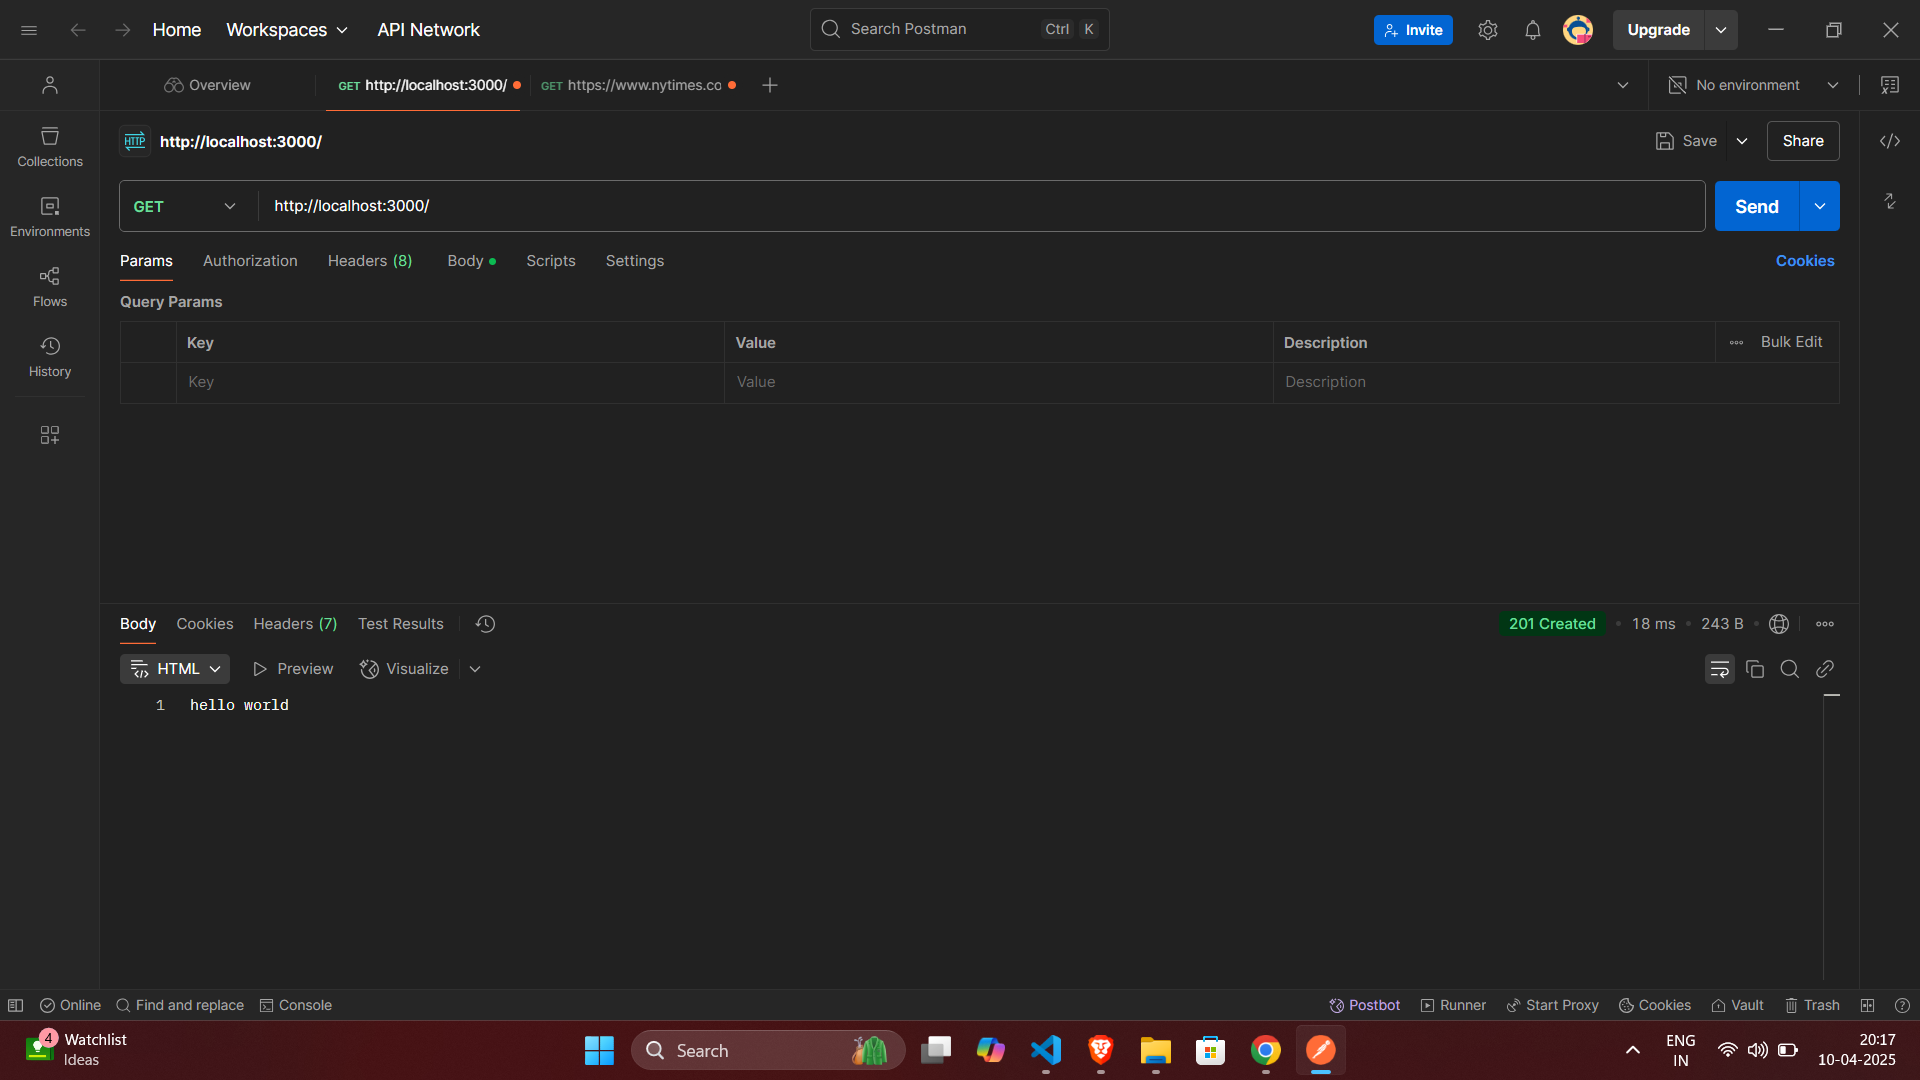 Home Workspaces API Network Search Postman Ctrl K Invite Upgrade
Overview GET http://localhost:3000/ GET https://www.nytimes.co No environment
HTTP http://localhost:3000/ Save Share
GET http://localhost:3000/ Send
Params Authorization Headers (8) Body Scripts Settings Cookies
Query Params
Key Value Description Bulk Edit
Key Value Description
Collections
Environments
Flows
History
Body Cookies Headers (7) Test Results 201 Created 18 ms 243 B
HTML Preview Visualize
1 hello world
Online Find and replace Console Postbot Runner Start Proxy Cookies Vault Trash
4 Watchlist
Ideas
Search
ENG
IN
20:17
10-04-2025